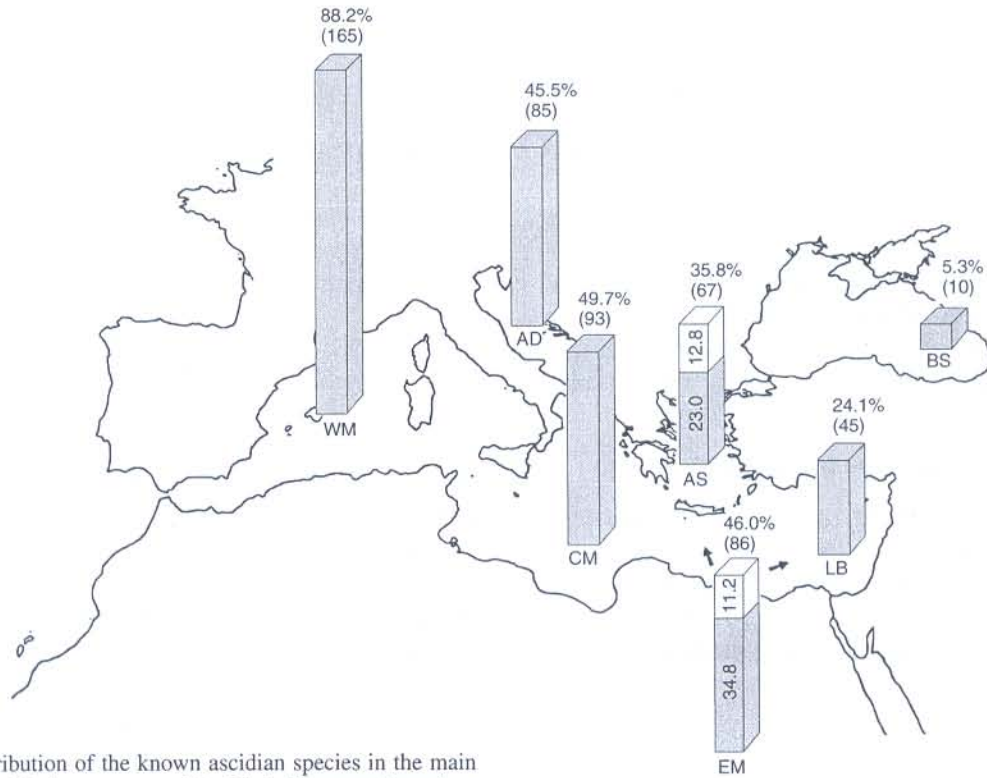 88.2%
(165)
45.5%
(85)
49.7%
(93)
35.8%
(67)
5.3%
(10)
12.8
23.0
24.1%
(45)
46.0%
(86)
11.2
34.8
WM
AD
CM
AS
BS
LB
EM
ribution of the known ascidian species in the main